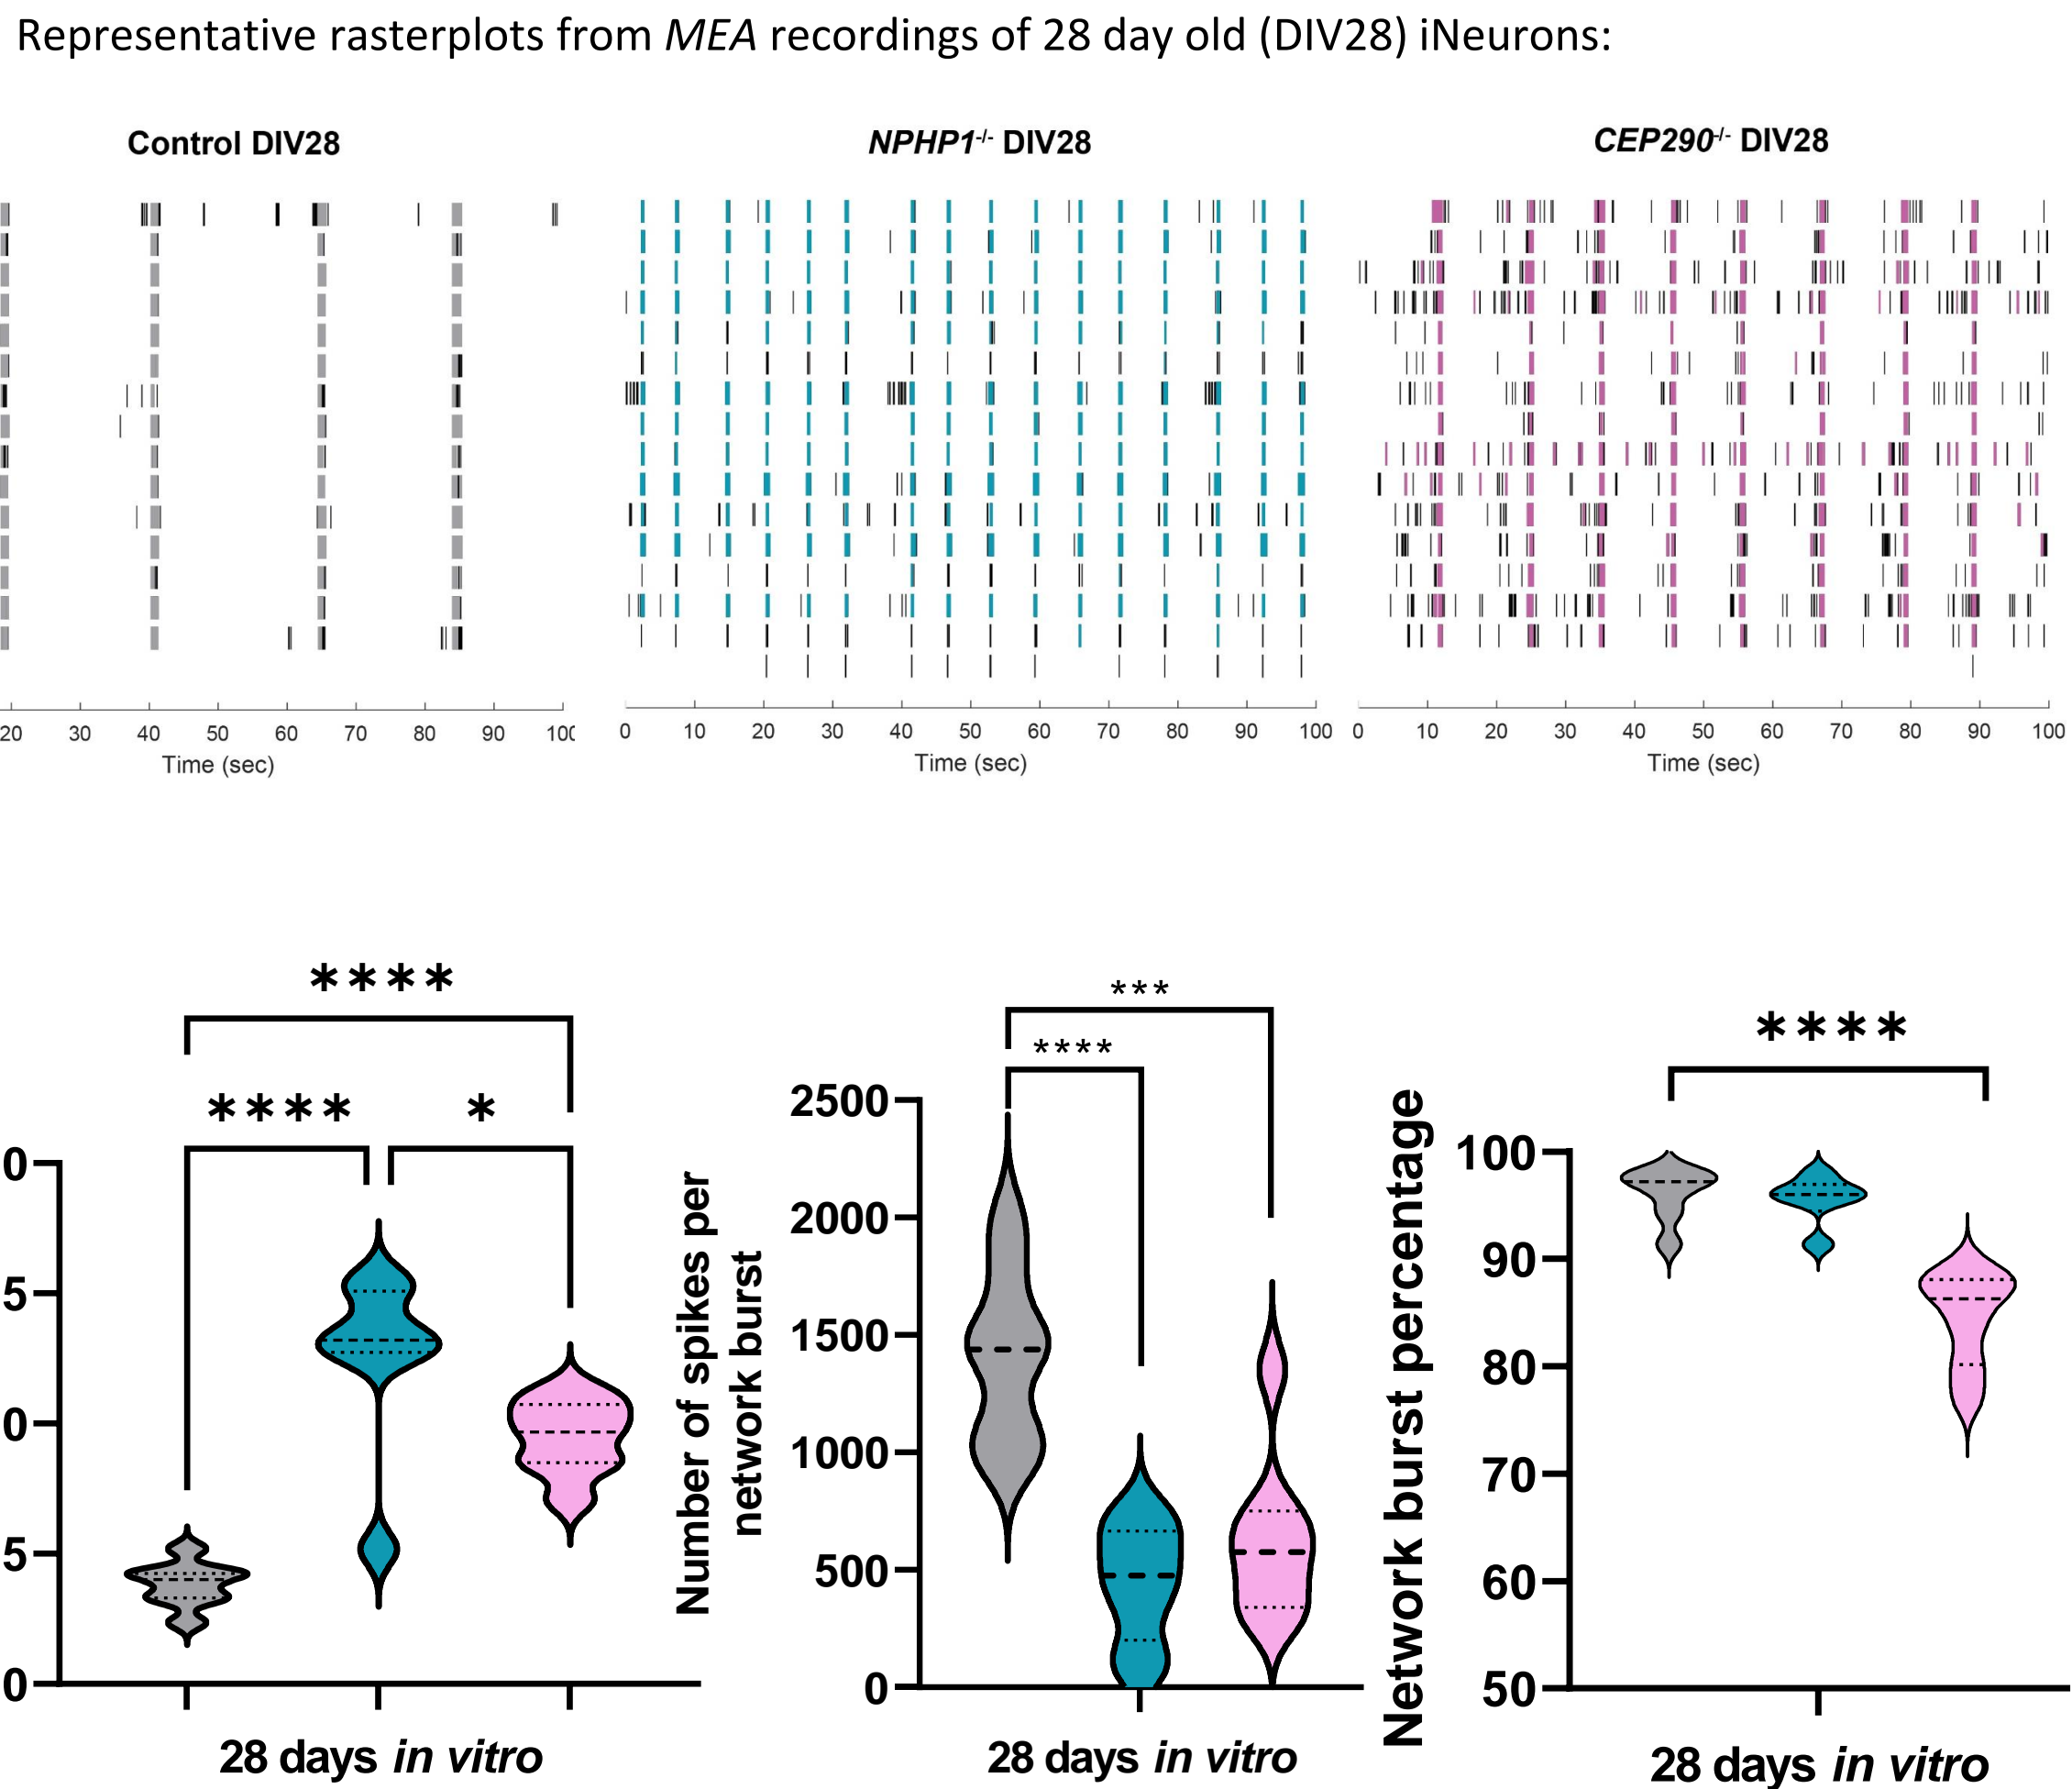 Representative rasterplots from MEA recordings of 28 day old (DIV28) iNeurons:
Control DIV28
NPHP1-/- DIV28
CEP290-/- DIV28
20 30 40 50 60 70 80 90 100
Time (sec)
0 10 20 30 40 50 60 70 80 90 100
Time (sec)
0 10 20 30 40 50 60 70 80 90 100
Time (sec)
****
**** *
0
5
0
5
0
28 days in vitro
***
****
Number of spikes per
network burst
2500
2000
1500
1000
500
0
28 days in vitro
****
Network burst percentage
100
90
80
70
60
50
28 days in vitro